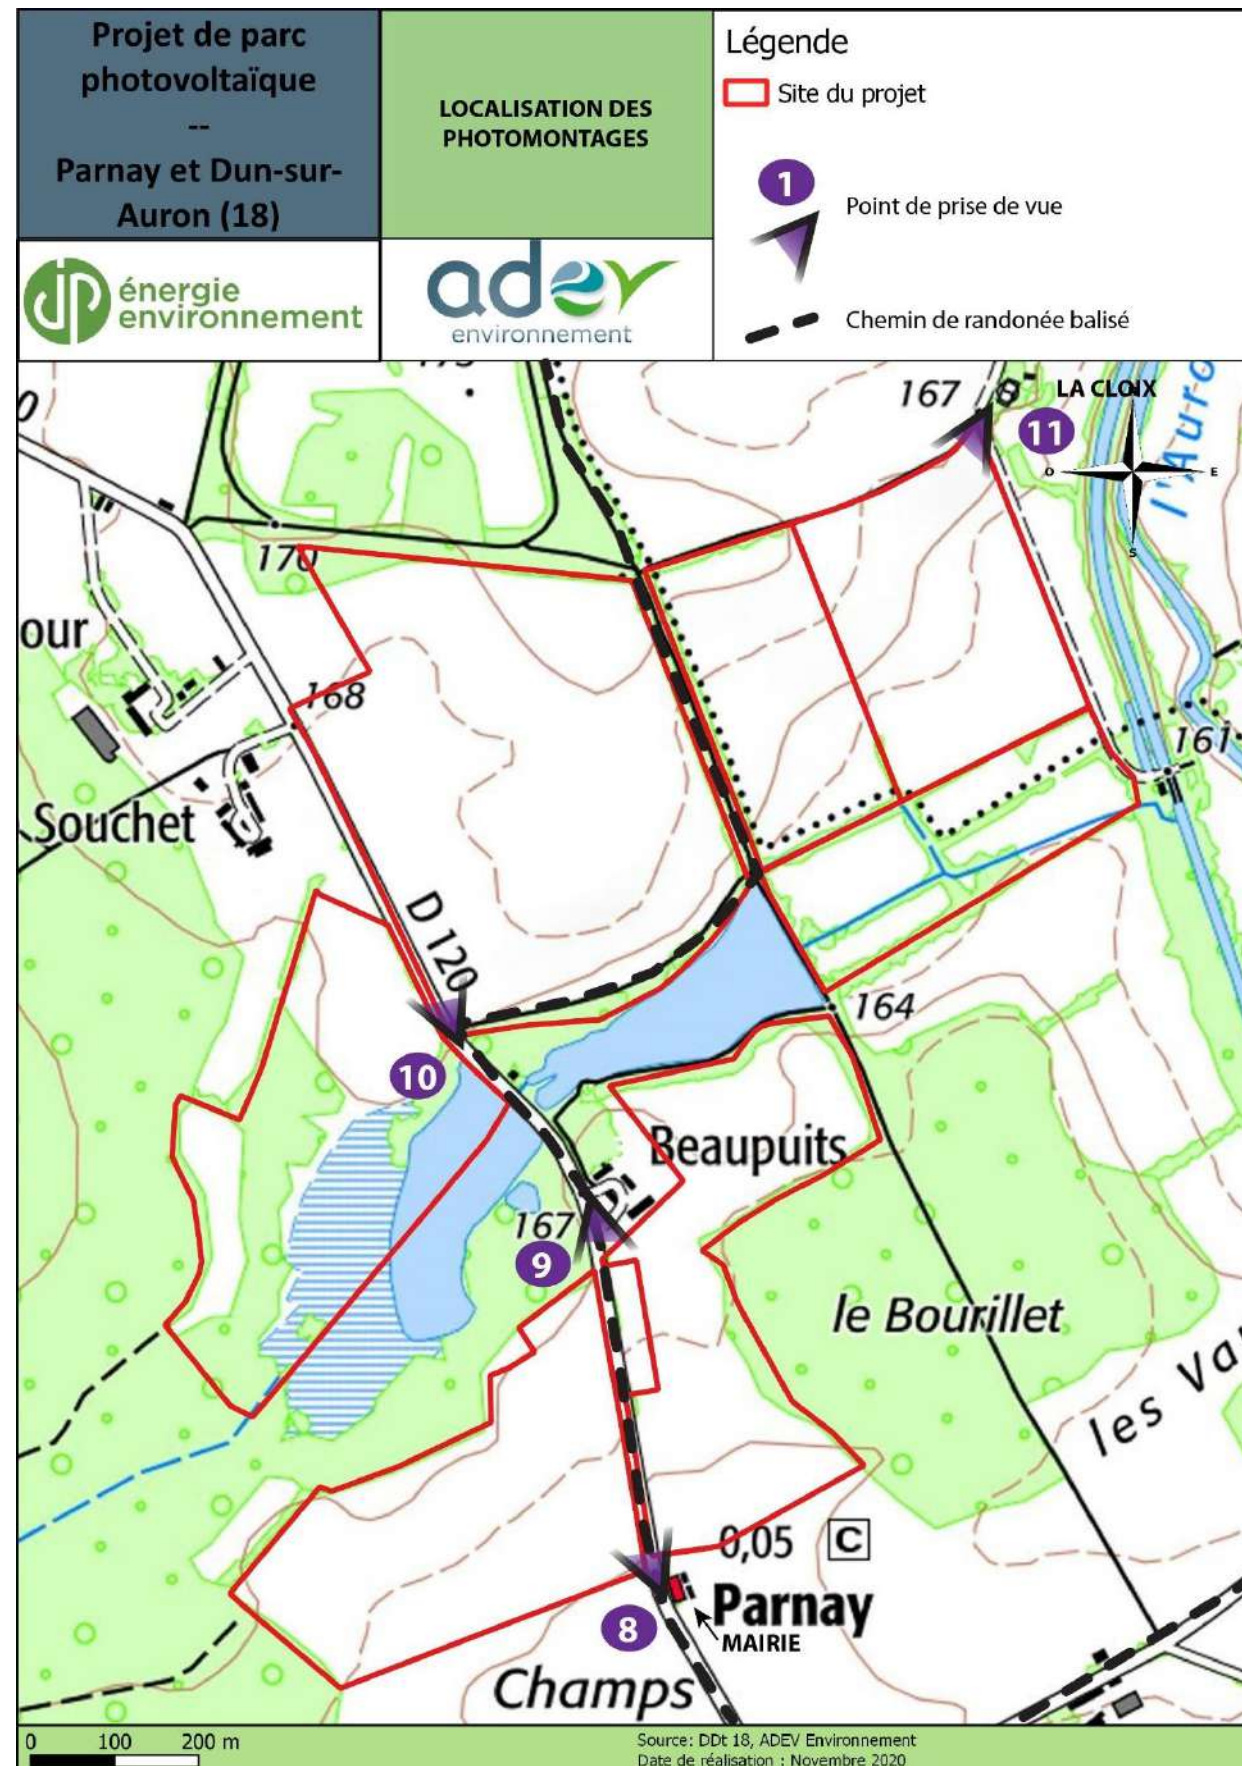 Projet de parc
photovoltaïque
--
Parnay et Dun-sur-
Auron (18)
LOCALISATION DES
PHOTOMONTAGES
Légende
Site du projet
1
Point de prise de vue
Chemin de randonée balisé
énergie
environnement
adev
environnement
167
LA CLOIX
11
l'Auro
O
E
S
170
our
168
161
Souchet
D 120
164
10
Beaupuits
167
9
le Bourillet
les Va
0,05 C
Parnay
8
MAIRIE
Champs
0 100 200 m
Source: DDt 18, ADEV Environnement
Date de réalisation : Novembre 2020